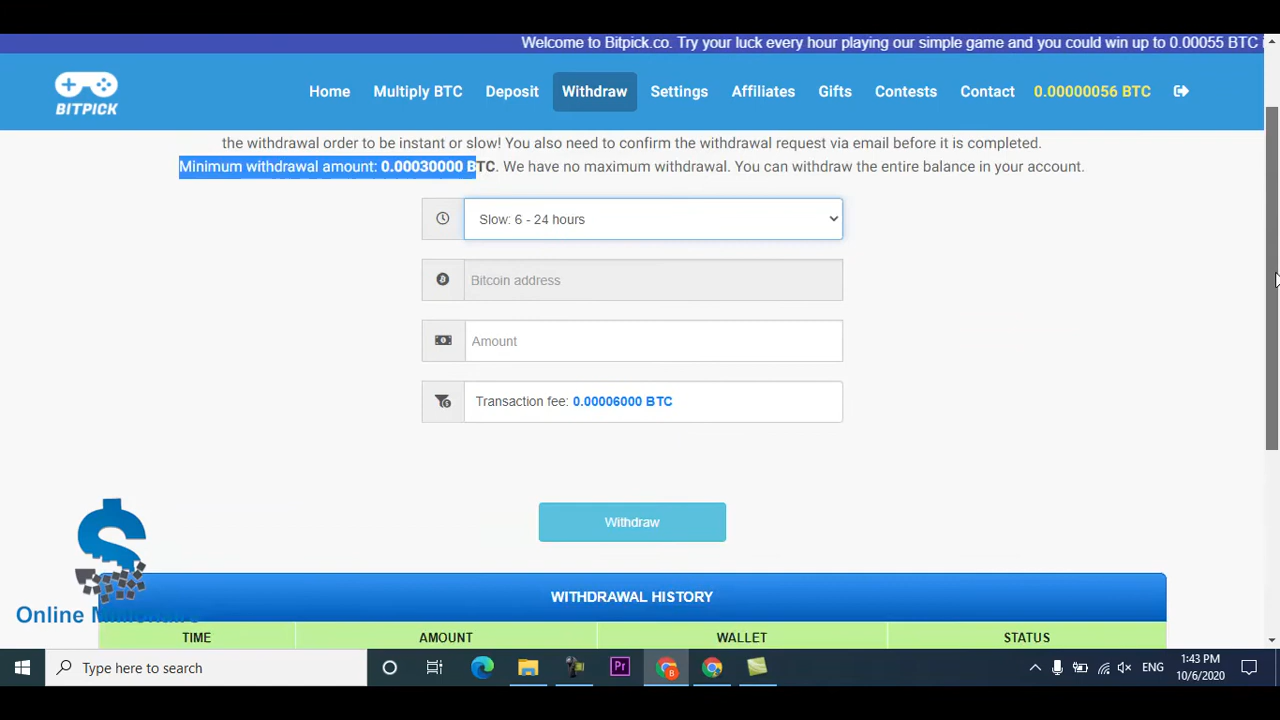 Welcome to Bitpick.co. Try your luck every hour playing our simple game and you could win up to 0.00055 BTC
BITPICK
Home Multiply BTC Deposit Withdraw Settings Affiliates Gifts Contests Contact 0.00000056 BTC
the withdrawal order to be instant or slow! You also need to confirm the withdrawal request via email before it is completed.
Minimum withdrawal amount: 0.00030000 BTC. We have no maximum withdrawal. You can withdraw the entire balance in your account.
Slow: 6 - 24 hours
Bitcoin address
Amount
Transaction fee: 0.00006000 BTC
Withdraw
WITHDRAWAL HISTORY
Online
TIME AMOUNT WALLET STATUS
Type here to search
Pr
B
ENG
1:43 PM
10/6/2020